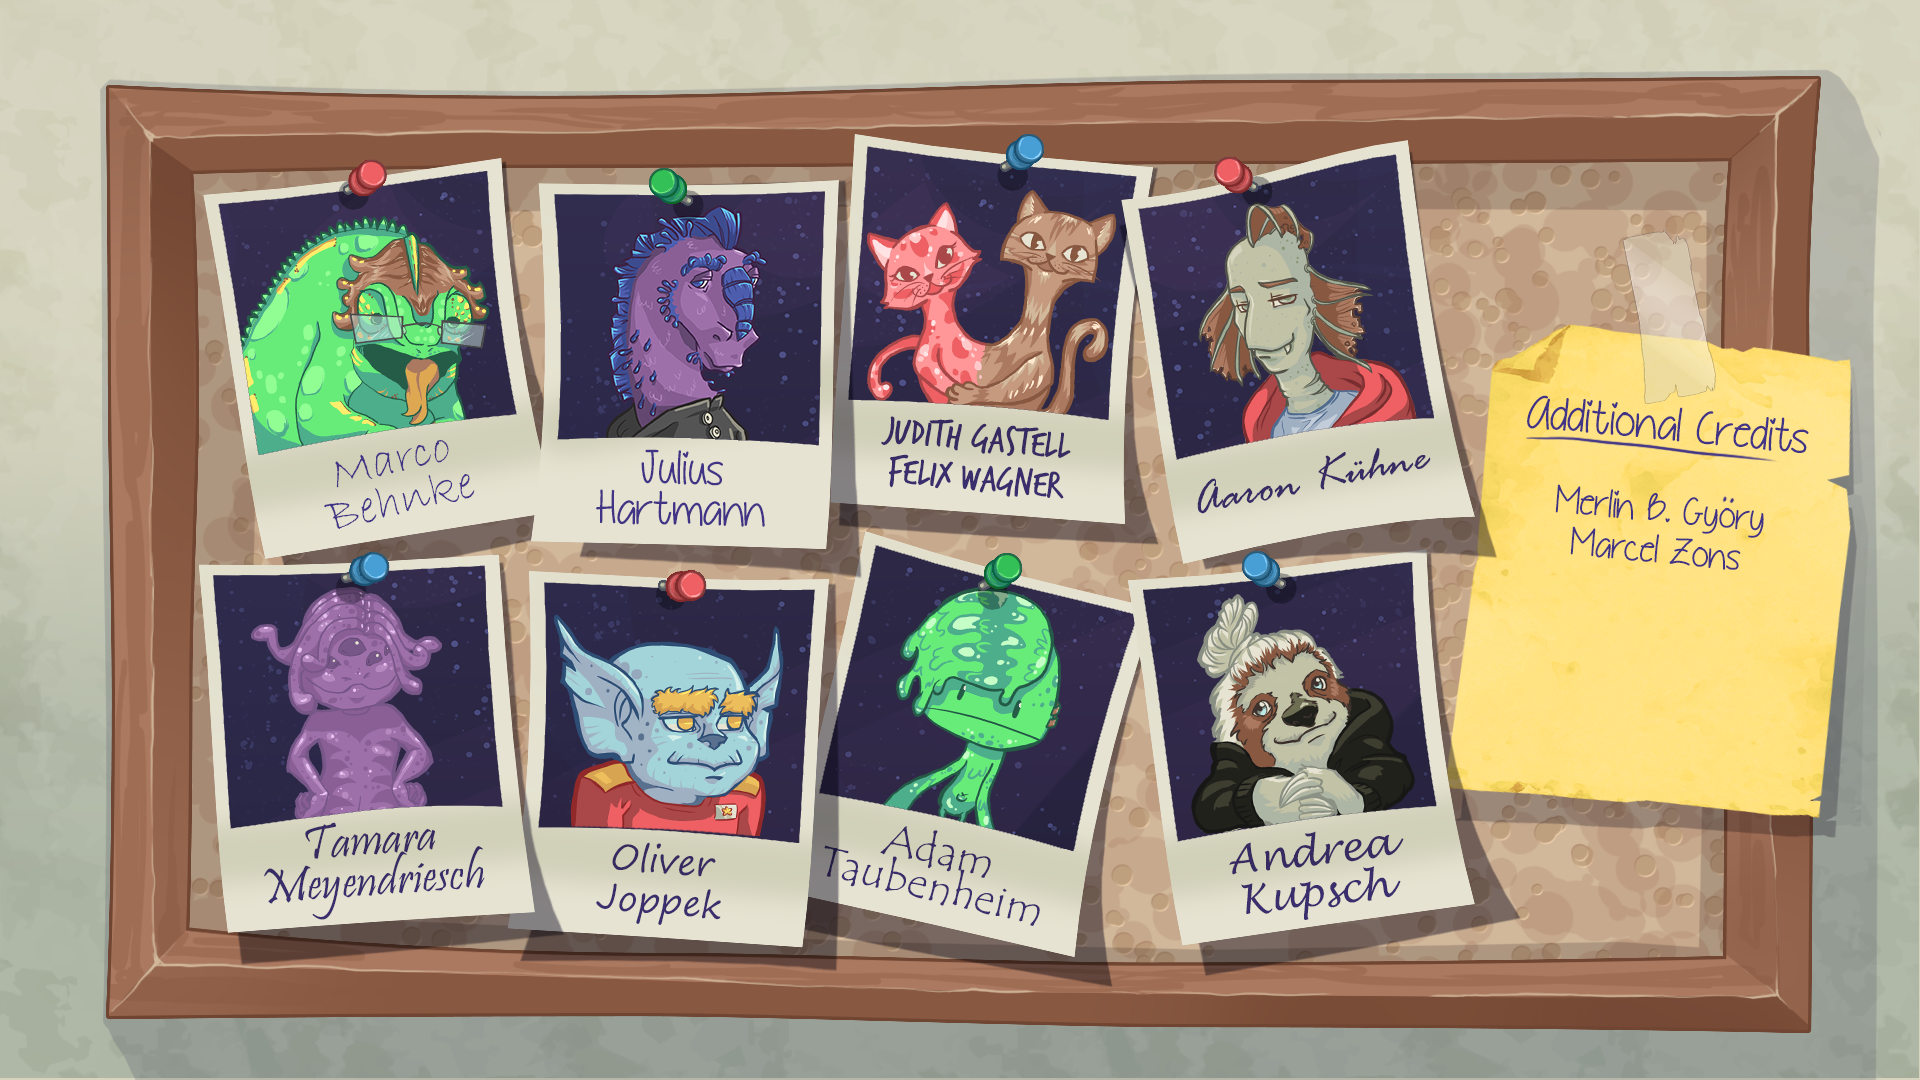 Marco
Behnke
Julius
Hartmann
JUDITH GASTELL
FELIX WAGNER
Aaron Kühne
Tamara
Meyendriesch
Oliver
Joppek
Adam
Taubenheim
Andrea
Kupsch
Additional Credits
Merlin B. Györy
Marcel Zons